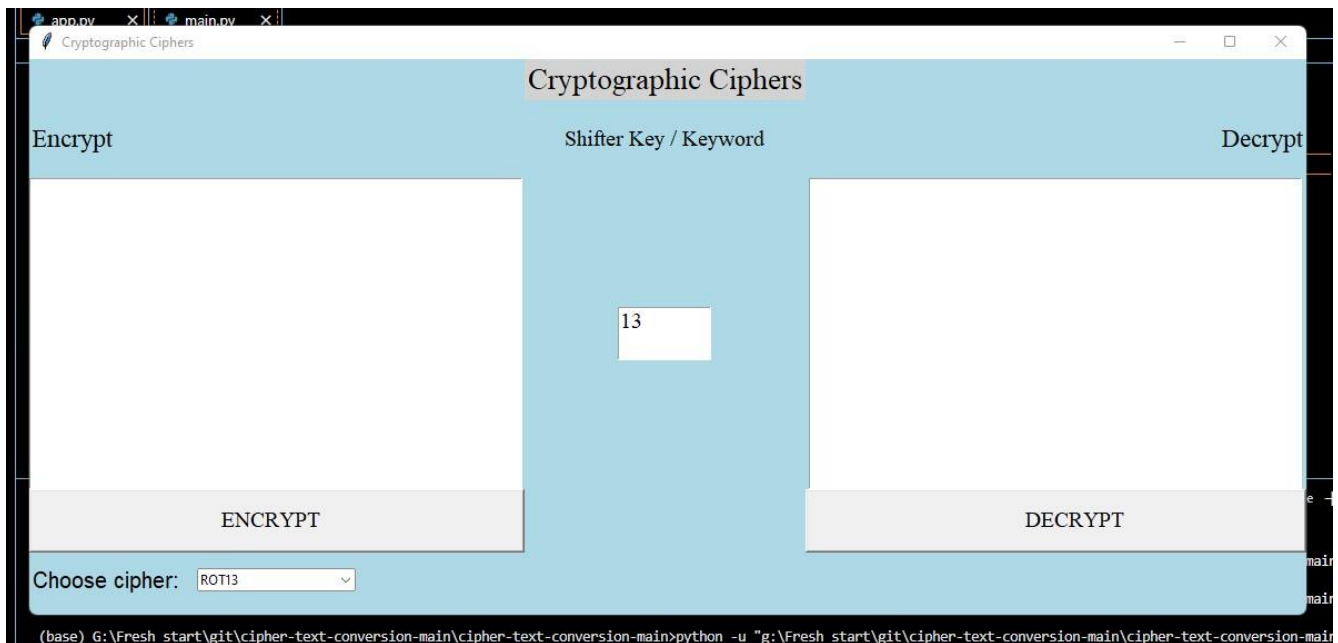 app.py ✕ main.py ✕
Cryptographic Ciphers
Cryptographic Ciphers
Encrypt Shifter Key / Keyword Decrypt
13
ENCRYPT DECRYPT
e
main
Choose cipher: ROT13
main
(base) G:\Fresh start\git\cipher-text-conversion-main\cipher-text-conversion-main>python -u "g:\Fresh start\git\cipher-text-conversion-main\cipher-text-conversion-main